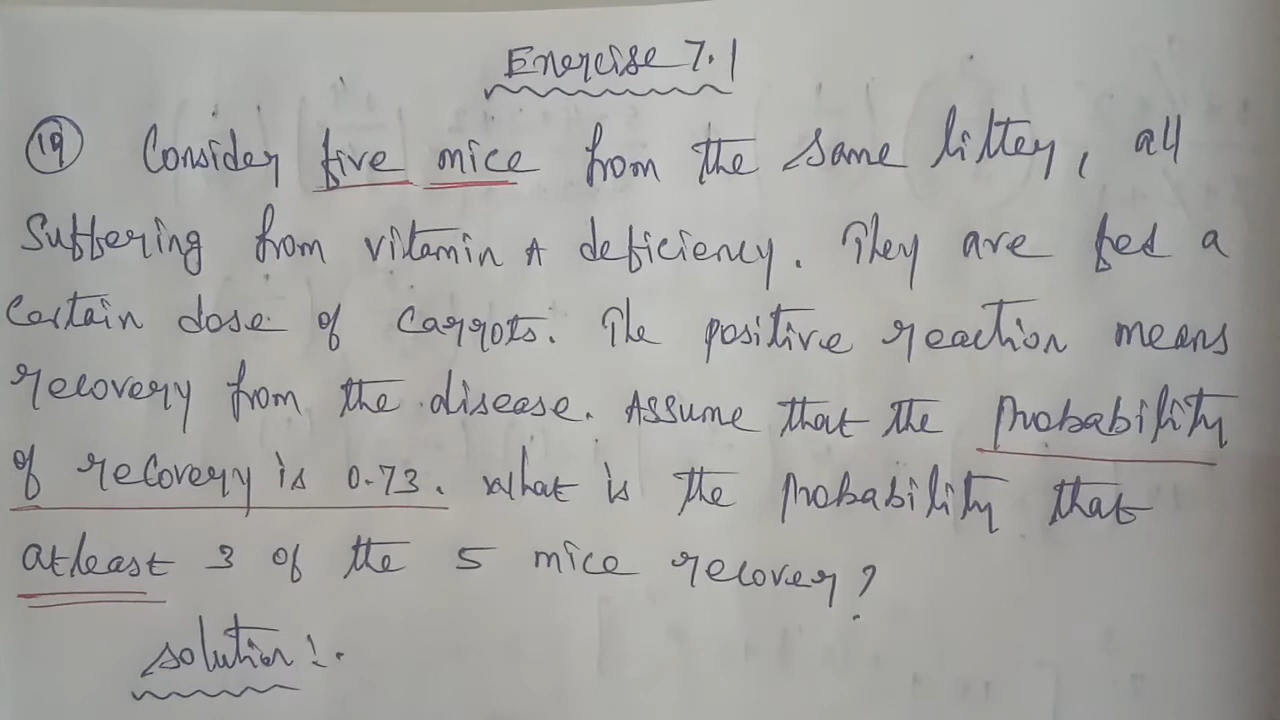 Exercise 7.1
19 Consider five mice from the same litter, all
suffering from vitamin A deficiency. They are fed a
certain dose of carrots. The positive reaction means
recovery from the disease. Assume that the probability
of recovery is 0.73. What is the probability that
atleast 3 of the 5 mice recover?
solution:.